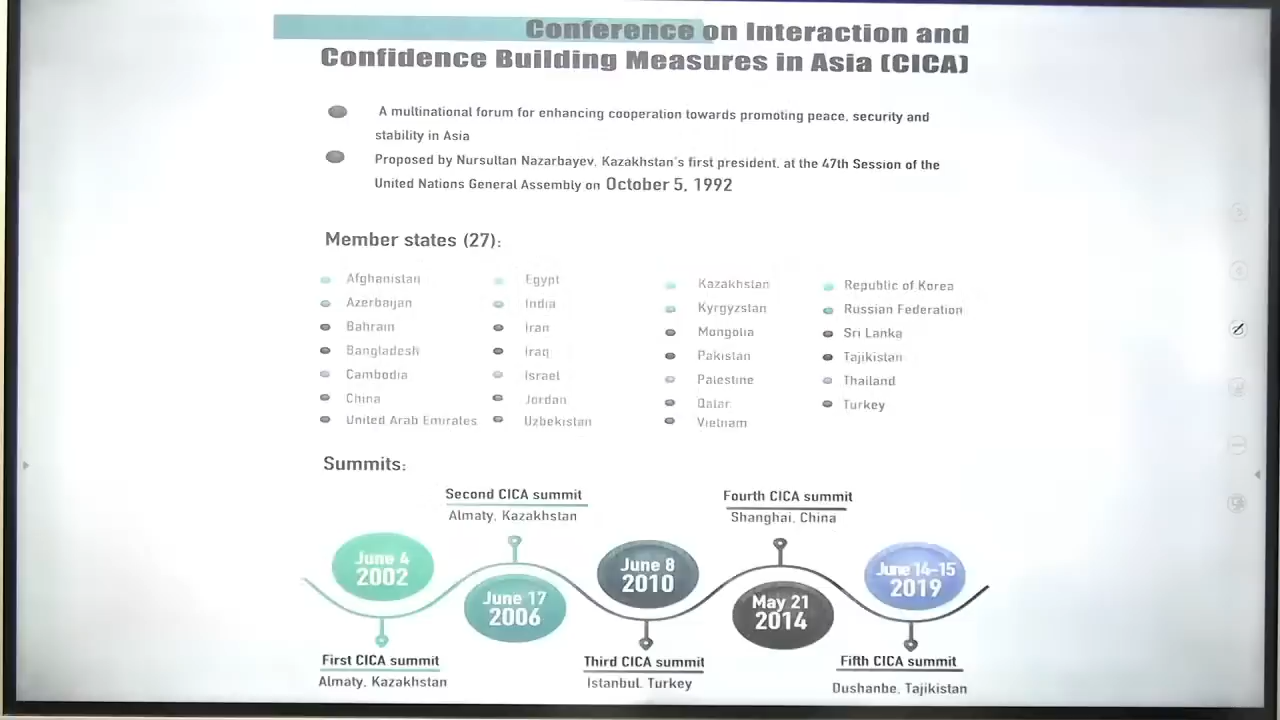 Conference on Interaction and
Confidence Building Measures in Asia (CICA)
A multinational forum for enhancing cooperation towards promoting peace, security and
stability in Asia
Proposed by Nursultan Nazarbayev, Kazakhstan's first president, at the 47th Session of the
United Nations General Assembly on October 5, 1992
Member states (27):
Afghanistan
Azerbaijan
Bahrain
Bangladesh
Cambodia
China
United Arab Emirates
Egypt
India
Iran
Iraq
Israel
Jordan
Uzbekistan
Kazakhstan
Kyrgyzstan
Mongolia
Pakistan
Palestine
Qatar
Vietnam
Republic of Korea
Russian Federation
Sri Lanka
Tajikistan
Thailand
Turkey
Summits:
June 4
2002
First CICA summit
Almaty, Kazakhstan
Second CICA summit
Almaty, Kazakhstan
June 17
2006
June 8
2010
Third CICA summit
Istanbul, Turkey
Fourth CICA summit
Shanghai, China
May 21
2014
June 14-15
2019
Fifth CICA summit
Dushanbe, Tajikistan